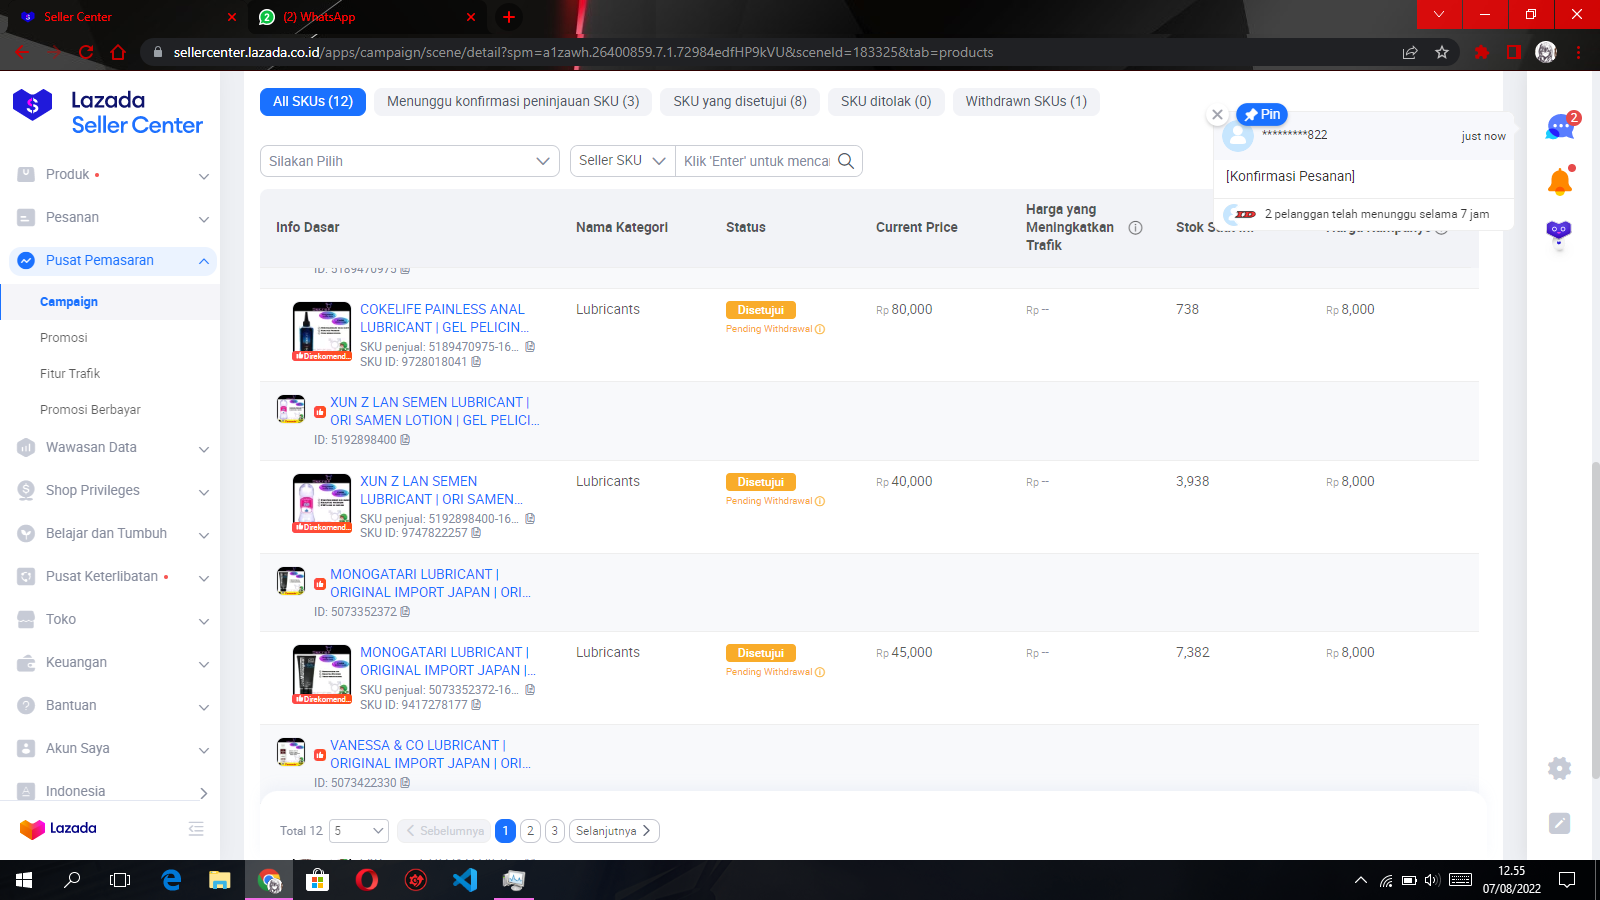 Seller Center
(2) WhatsApp
sellercenter.lazada.co.id/apps/campaign/scene/detail?spm=a1zawh.26400859.7.1.72984edfHP9kVU&sceneId=183325&tab=products
Lazada
Seller Center
Produk
Pesanan
Pusat Pemasaran
Campaign
Promosi
Fitur Trafik
Promosi Berbayar
Wawasan Data
Shop Privileges
Belajar dan Tumbuh
Pusat Keterlibatan
Toko
Keuangan
Bantuan
Akun Saya
Indonesia
Lazada
All SKUs (12)
Menunggu konfirmasi peninjauan SKU (3)
SKU yang disetujui (8)
SKU ditolak (0)
Withdrawn SKUs (1)
Silakan Pilih
Seller SKU
Klik 'Enter' untuk mencai
Pin
*********822
just now
[Konfirmasi Pesanan]
2 pelanggan telah menunggu selama 7 jam
2
Info Dasar
Nama Kategori
Status
Current Price
Harga yang
Meningkatkan
Trafik
ID: 5189470975
COKELIFE PAINLESS ANAL
LUBRICANT | GEL PELICIN...
SKU penjual: 5189470975-16...
SKU ID: 9728018041
Direkomend...
Lubricants
Disetujui
Pending Withdrawal
Rp 80,000
Rp --
738
Rp 8,000
XUN Z LAN SEMEN LUBRICANT |
ORI SAMEN LOTION | GEL PELICI...
ID: 5192898400
XUN Z LAN SEMEN
LUBRICANT | ORI SAMEN...
SKU penjual: 5192898400-16...
SKU ID: 9747822257
Direkomend...
Lubricants
Disetujui
Pending Withdrawal
Rp 40,000
Rp --
3,938
Rp 8,000
MONOGATARI LUBRICANT |
ORIGINAL IMPORT JAPAN | ORI...
ID: 5073352372
MONOGATARI LUBRICANT |
ORIGINAL IMPORT JAPAN |...
SKU penjual: 5073352372-16...
SKU ID: 9417278177
Direkomend...
Lubricants
Disetujui
Pending Withdrawal
Rp 45,000
Rp --
7,382
Rp 8,000
VANESSA & CO LUBRICANT |
ORIGINAL IMPORT JAPAN | ORI...
ID: 5073422330
Total 12
5
Sebelumnya
1
2
3
Selanjutnya
12.55
07/08/2022